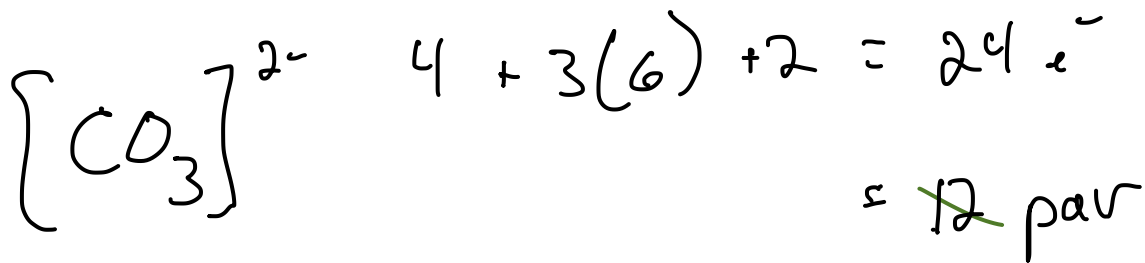 [CO₃]²⁻ 4 + 3(6) + 2 = 24 e⁻
= 12 par